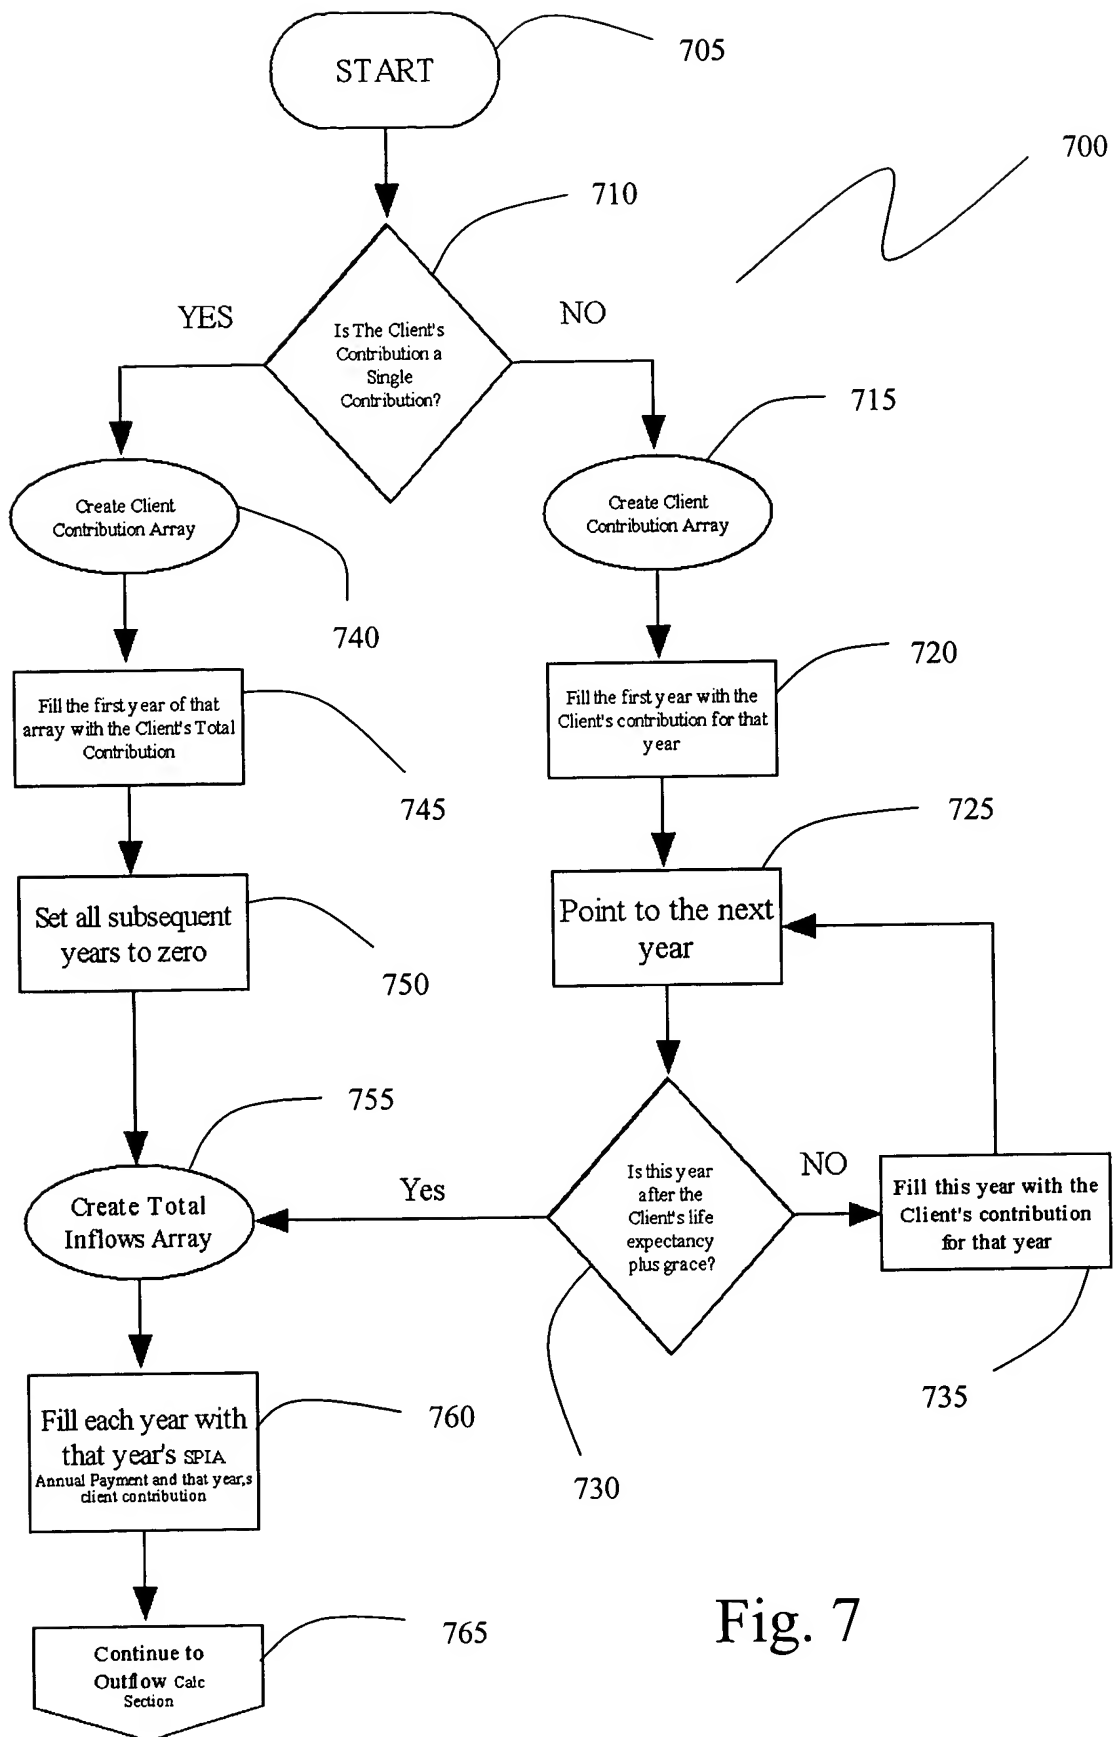 START
705
700
710
YES
NO
Is The Client's
Contribution a
Single
Contribution?
715
Create Client
Contribution Array
Create Client
Contribution Array
740
720
Fill the first year of that
array with the Client's Total
Contribution
Fill the first year with the
Client's contribution for that
year
745
725
Set all subsequent
years to zero
Point to the next
year
750
755
Create Total
Inflows Array
Yes
Is this year
after the
Client's life
expectancy
plus grace?
NO
Fill this year with the
Client's contribution
for that year
735
Fill each year with
that year's SPIA
Annual Payment and that year,s
client contribution
760
730
Continue to
Outflow Calc
Section
765
Fig. 7